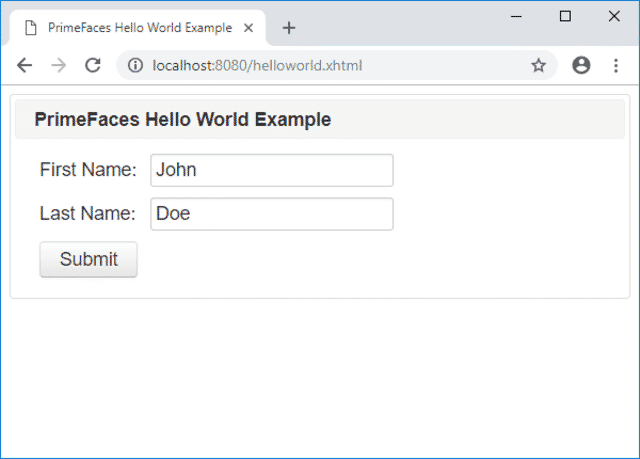 PrimeFaces Hello World Example
localhost:8080/helloworld.xhtml
PrimeFaces Hello World Example
First Name: John
Last Name: Doe
Submit